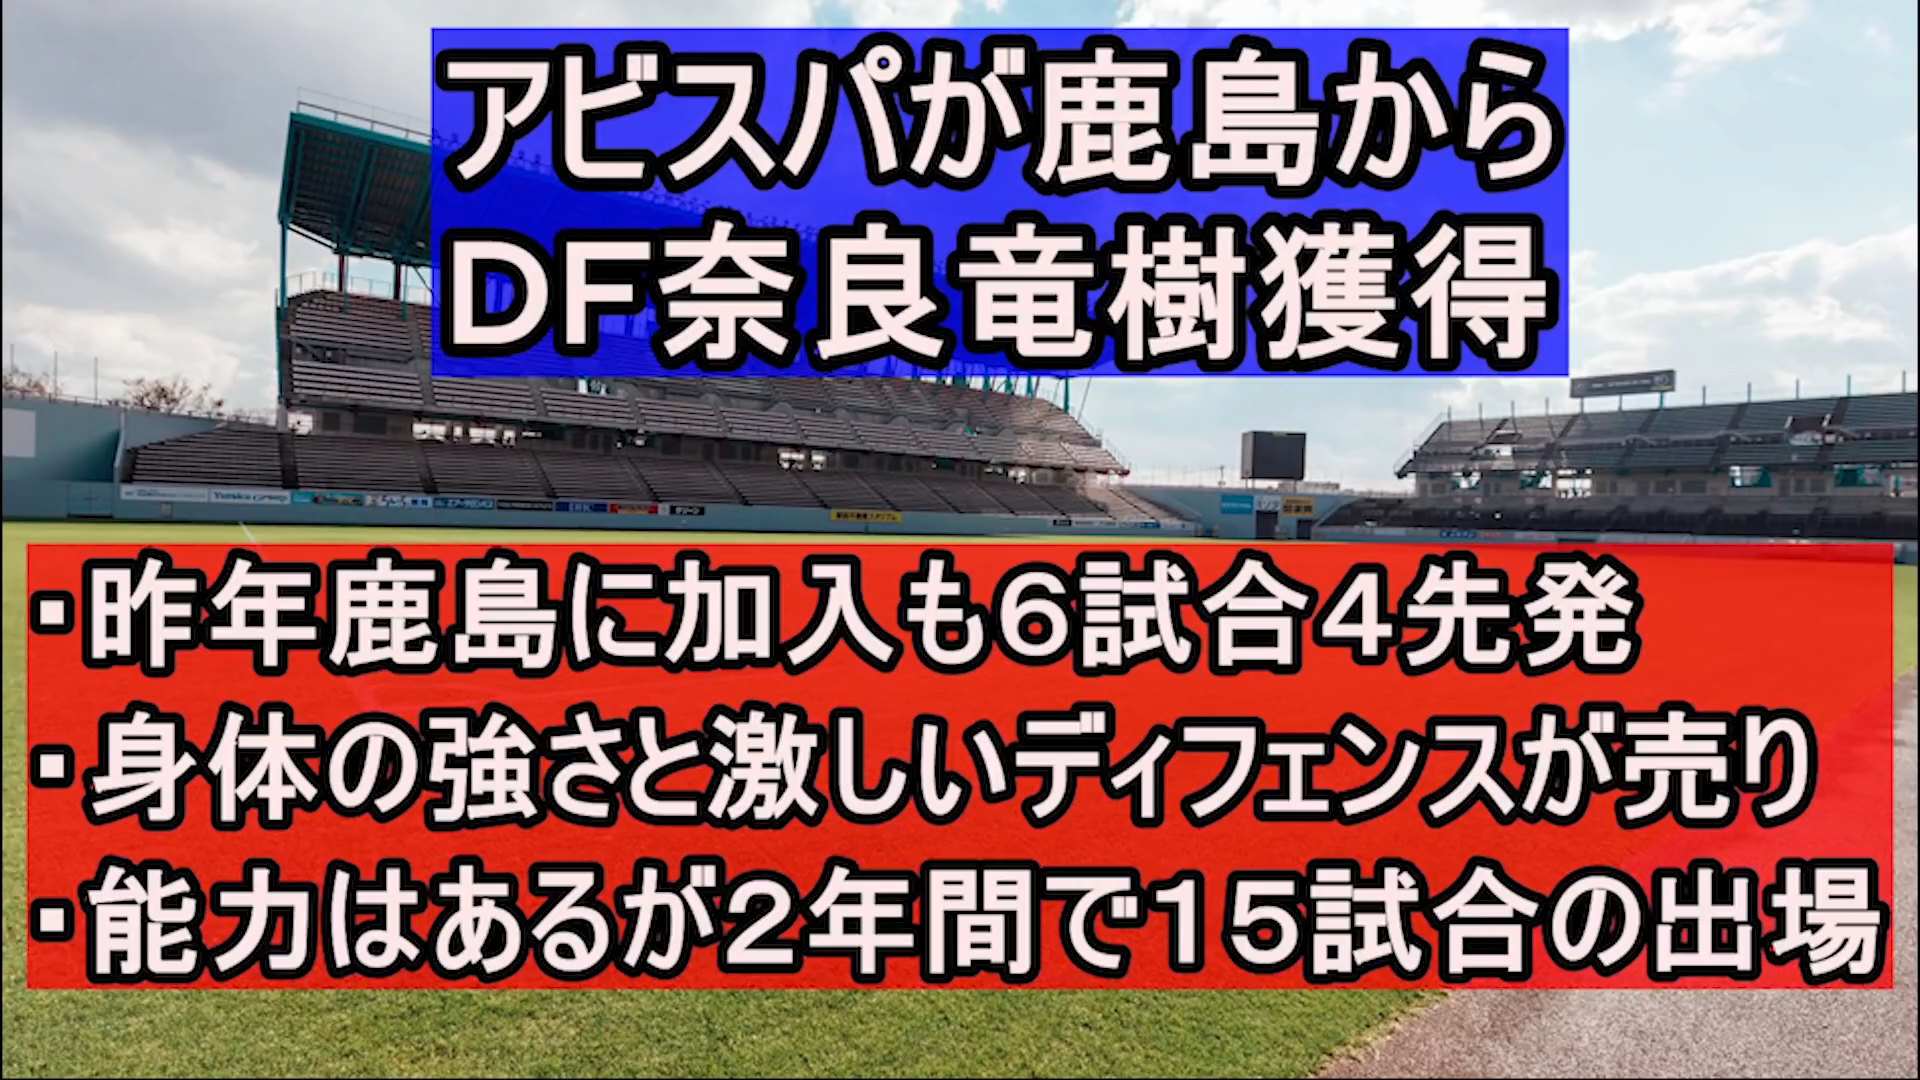 アビスパが鹿島から
DF奈良竜樹獲得
・昨年鹿島に加入も6試合4先発
・身体の強さと激しいディフェンスが売り
・能力はあるが2年間で15試合の出場